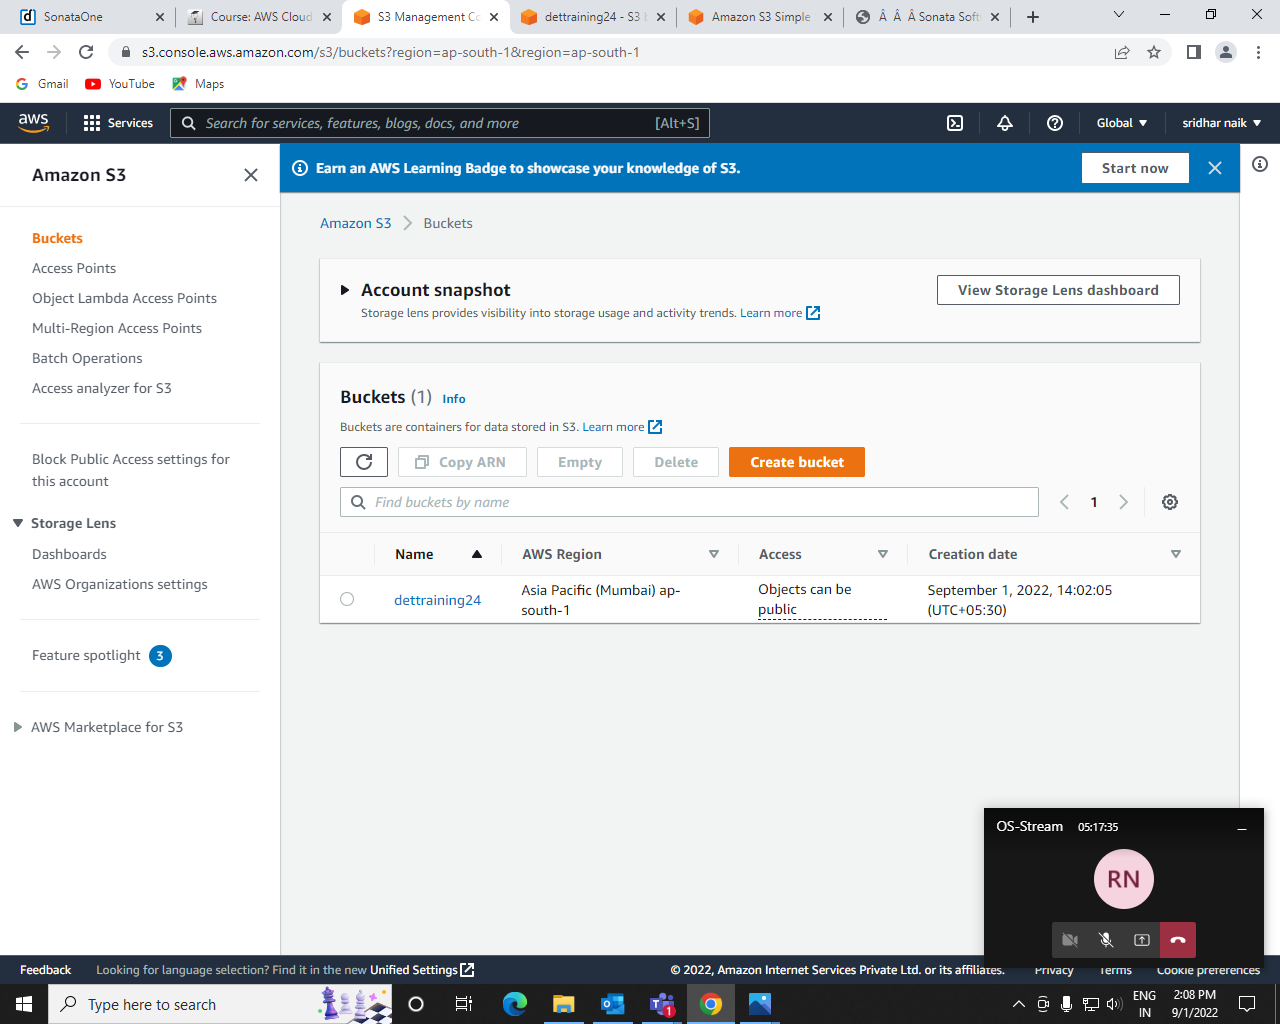 SonataOne
Course: AWS Cloud
S3 Management Co
dettraining24 - S3 b
Amazon S3 Simple
Â Â Â Sonata Soft
s3.console.aws.amazon.com/s3/buckets?region=ap-south-1&region=ap-south-1
Gmail
YouTube
Maps
aws
Services
Search for services, features, blogs, docs, and more
[Alt+S]
Global
sridhar naik
Amazon S3
Earn an AWS Learning Badge to showcase your knowledge of S3.
Start now
Buckets
Access Points
Object Lambda Access Points
Multi-Region Access Points
Batch Operations
Access analyzer for S3
Block Public Access settings for
this account
Storage Lens
Dashboards
AWS Organizations settings
Feature spotlight 3
AWS Marketplace for S3
Amazon S3 > Buckets
Account snapshot
Storage lens provides visibility into storage usage and activity trends. Learn more
View Storage Lens dashboard
Buckets (1) Info
Buckets are containers for data stored in S3. Learn more
Copy ARN
Empty
Delete
Create bucket
Find buckets by name
1
Name
AWS Region
Access
Creation date
dettraining24
Asia Pacific (Mumbai) ap-
south-1
Objects can be
public
September 1, 2022, 14:02:05
(UTC+05:30)
OS-Stream 05:17:35
RN
Feedback
Looking for language selection? Find it in the new Unified Settings
© 2022, Amazon Internet Services Private Ltd. or its affiliates.
Privacy
Terms
Cookie preferences
Type here to search
1
ENG
IN
2:08 PM
9/1/2022